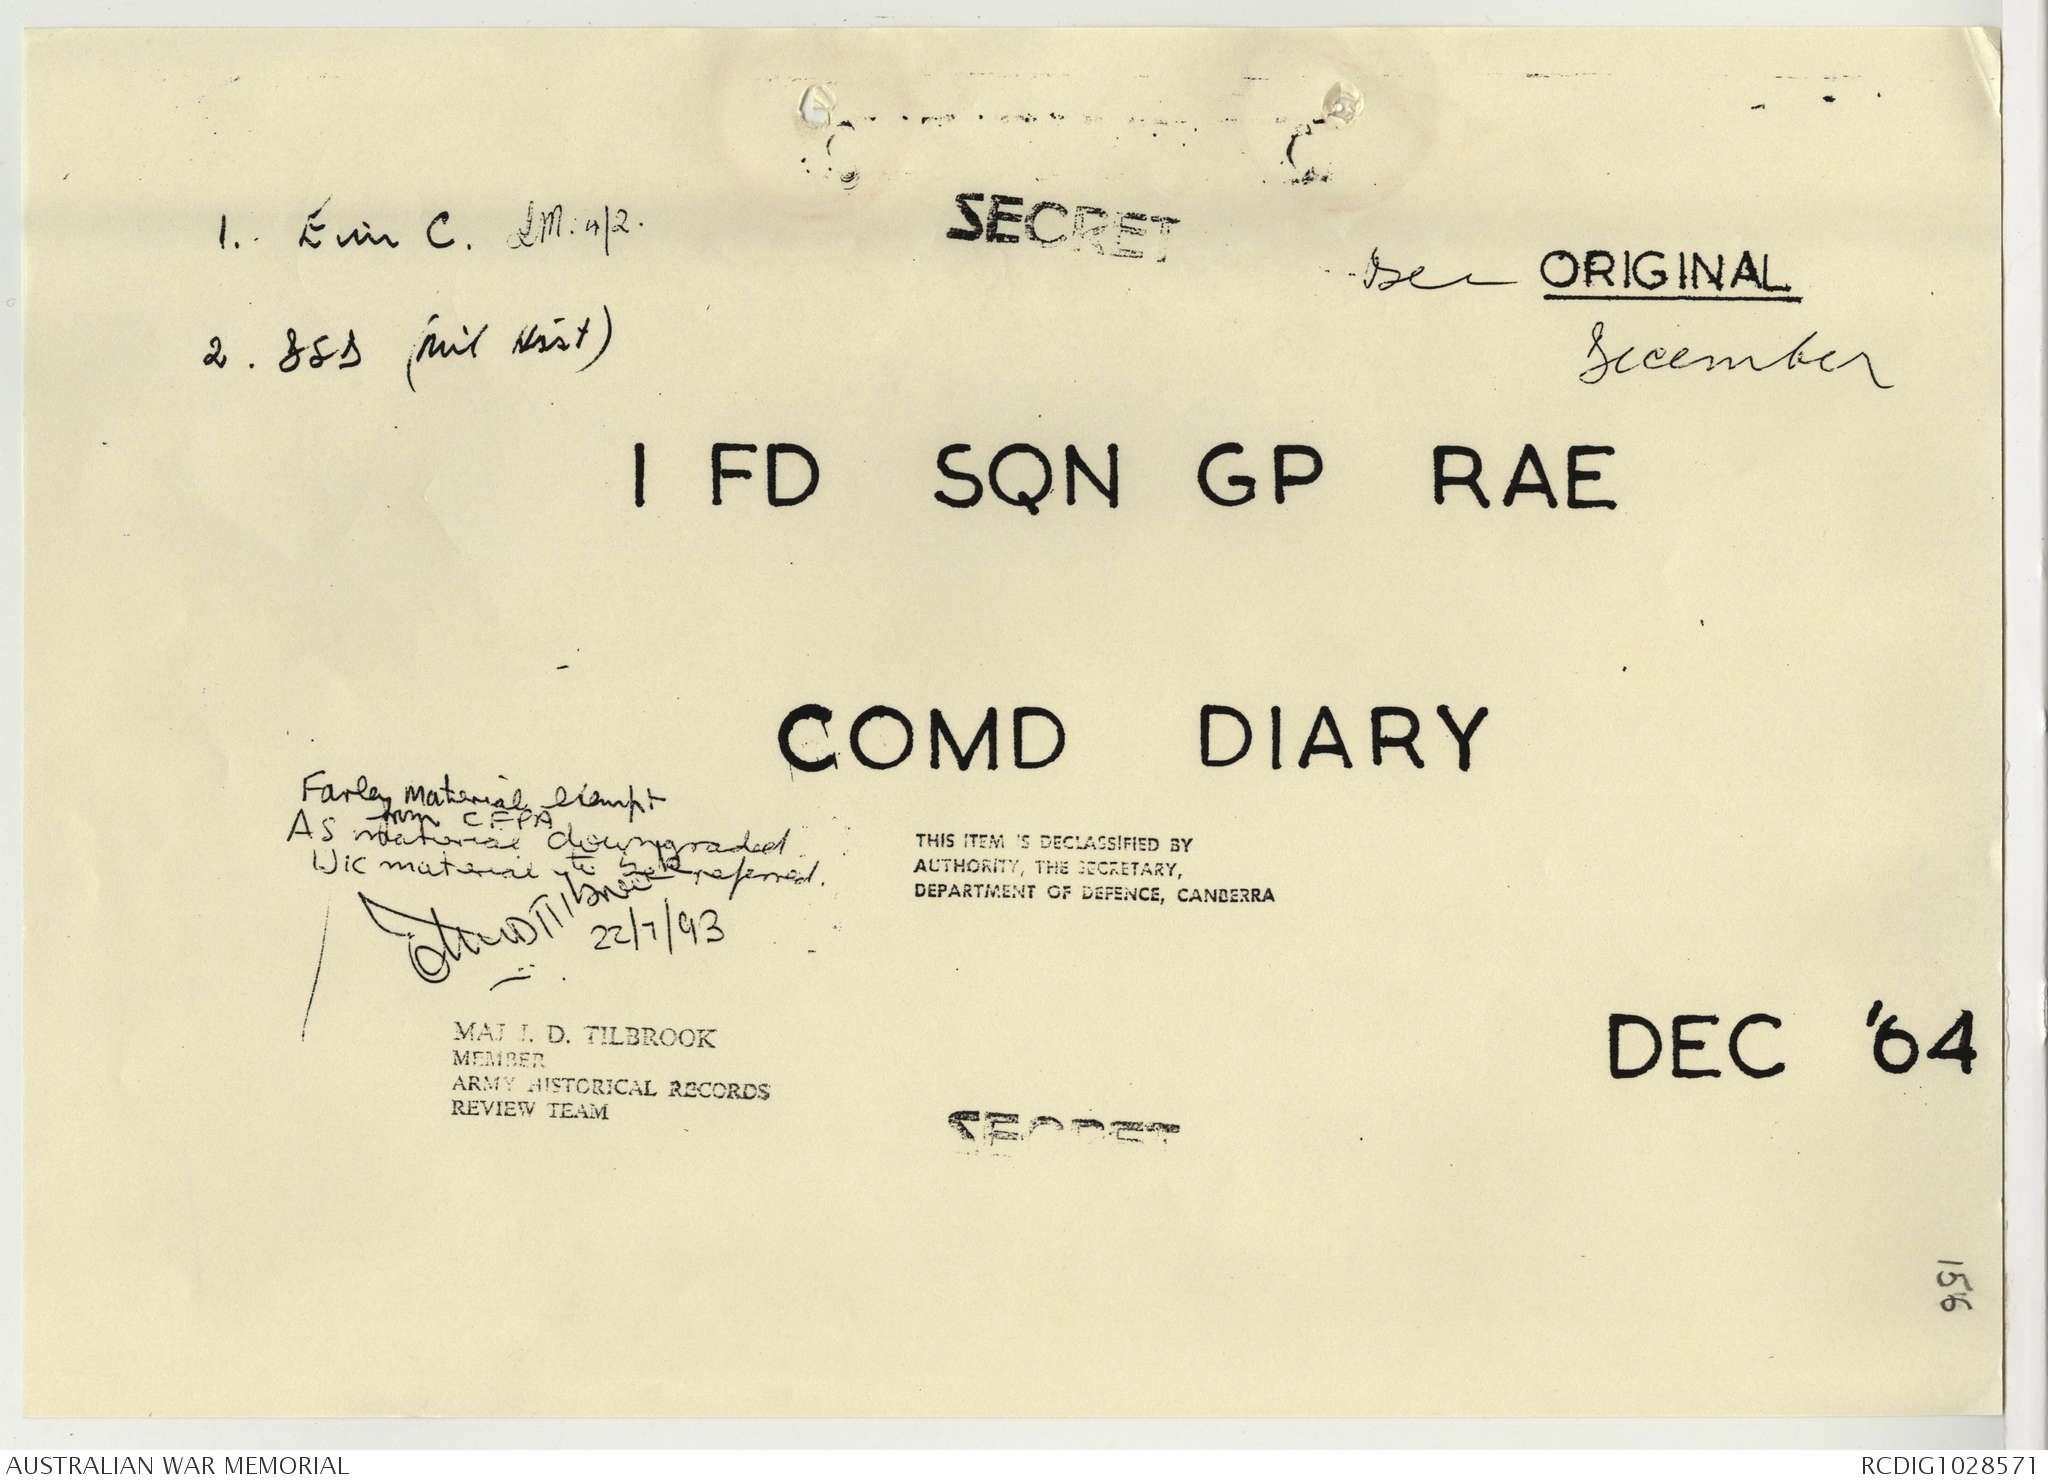 SECRET
1. E in C.
ORIGINAL
December
2. (Mil Hist)
1 FD SQN GP RAE
COMD DIARY
Farley material exempt
from CFPA
AS material downgraded
UK material to be referred.
22/7/93
THIS ITEM IS DECLASSIFIED BY
AUTHORITY, THE SECRETARY,
DEPARTMENT OF DEFENCE, CANBERRA
DEC '64
MAJ I. D. TILBROOK
MEMBER
ARMY HISTORICAL RECORDS
REVIEW TEAM
SECRET
156
AUSTRALIAN WAR MEMORIAL
RCDIG1028571